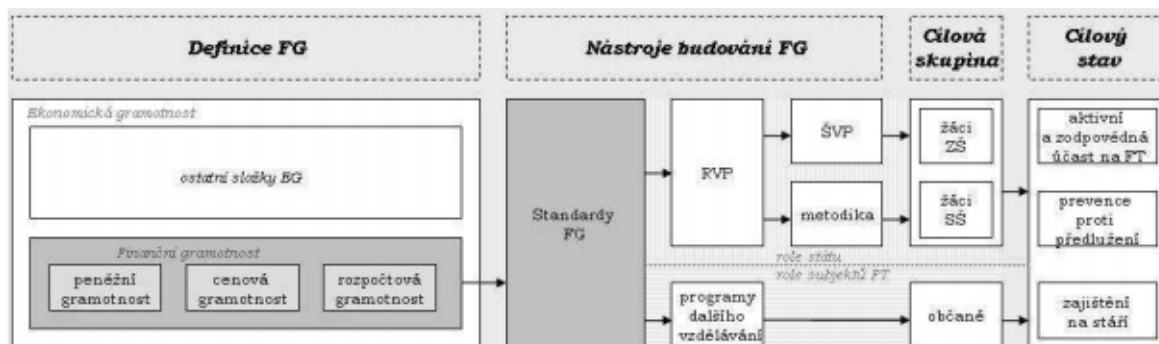 Definice FG
Nástroje budování FG
Cílová
skupina
Cílový
stav
Ekonomická gramotnost
ostatní složky EG
Finanční gramotnost
peněžní
gramotnost
cenová
gramotnost
rozpočtová
gramotnost
Standardy
FG
RVP
ŠVP
metodika
role státu
role subjektů FT
programy
dalšího
vzdělávání
žáci
ZŠ
žáci
SŠ
občané
aktivní
a zodpovědná
účast na FT
prevence
proti
předlužení
zajištění
na stáří